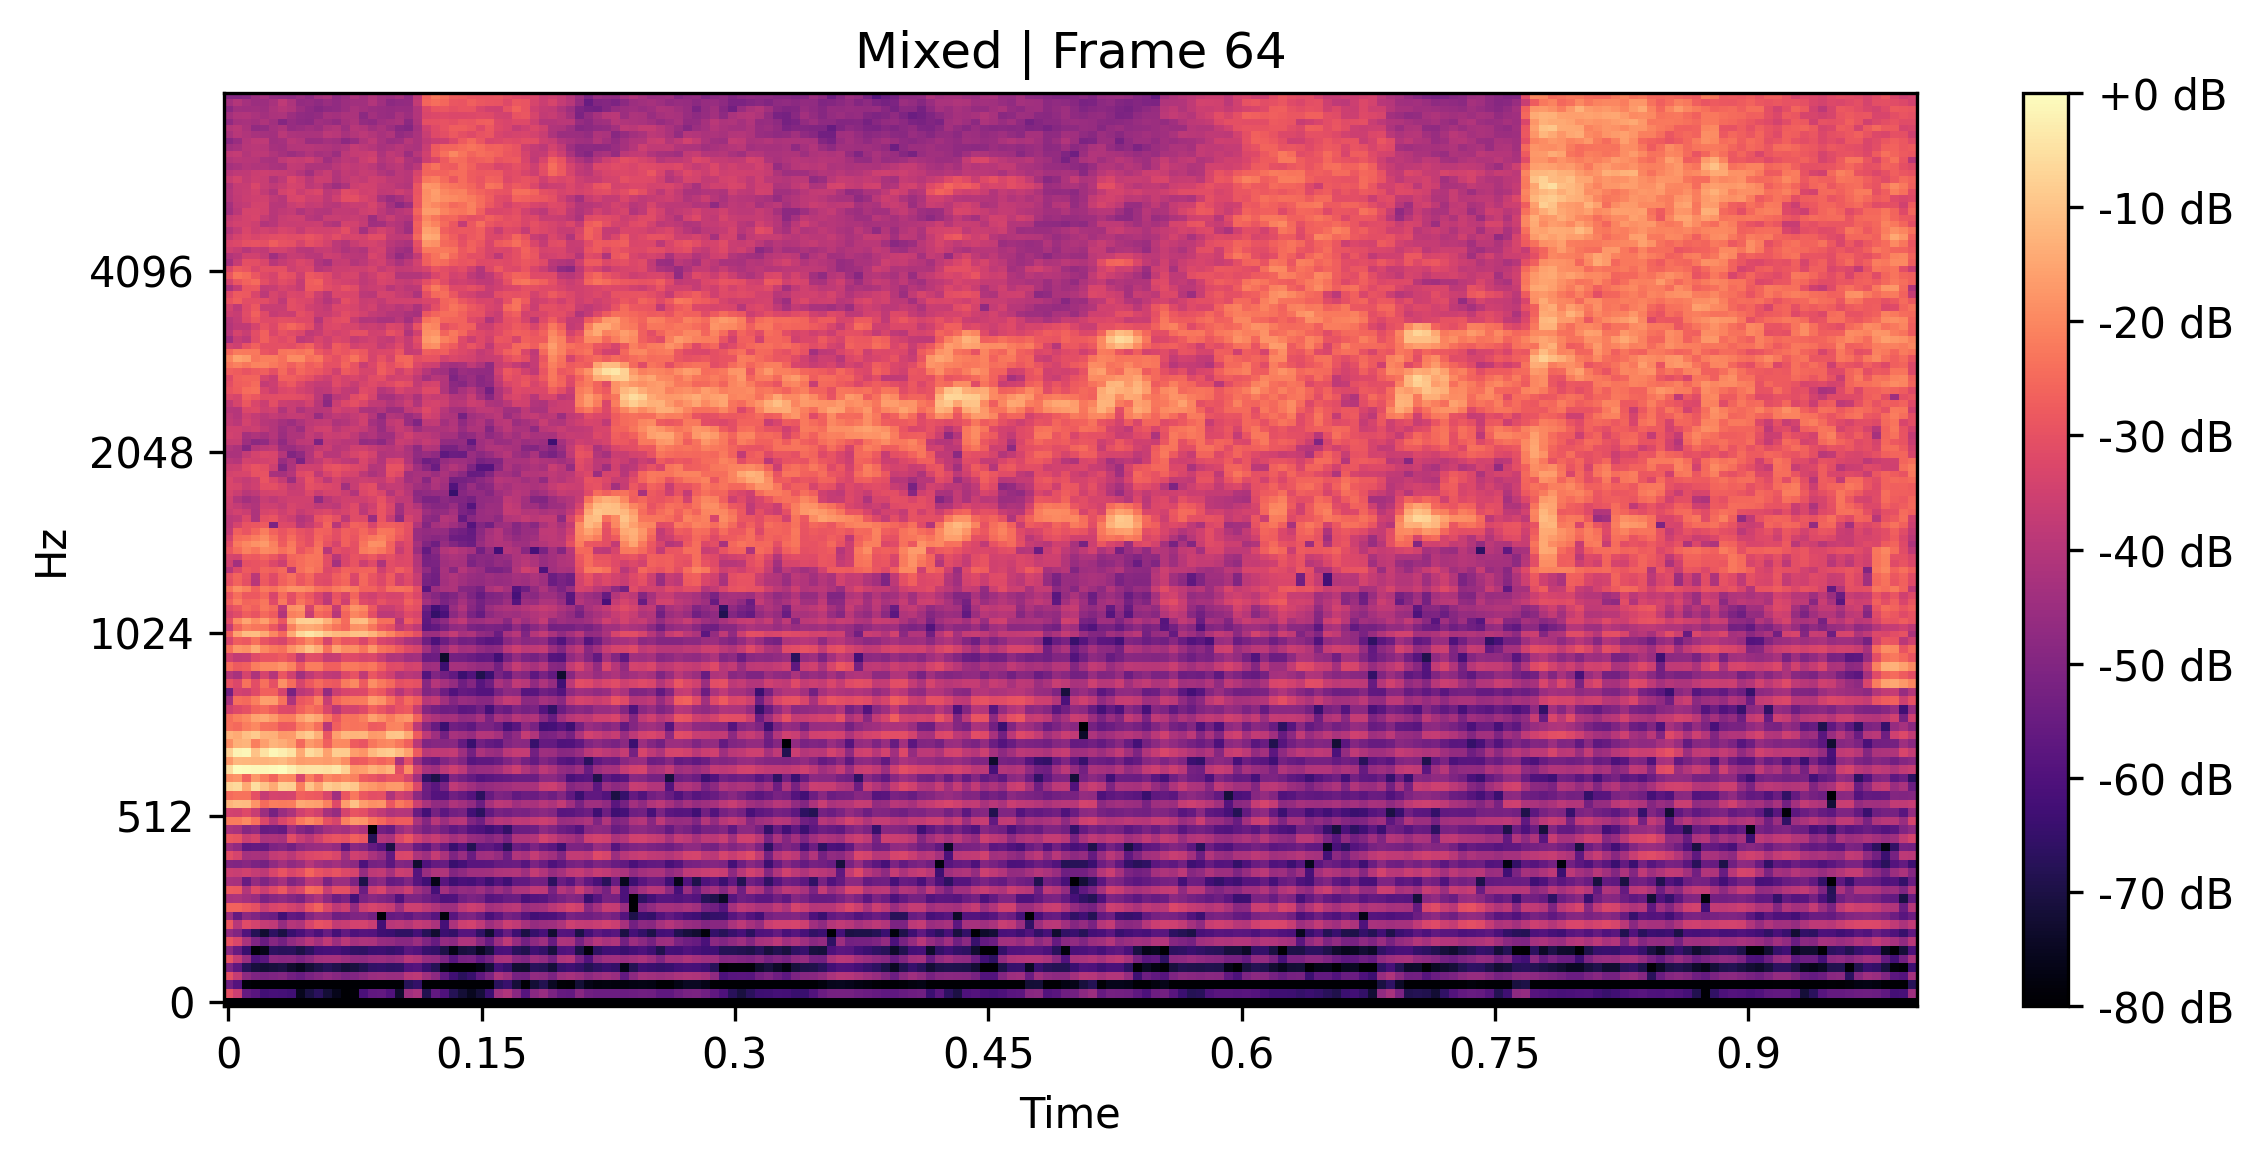 Mixed | Frame 64
Hz
4096
2048
1024
512
0
0 0.15 0.3 0.45 0.6 0.75 0.9
Time
+0 dB
-10 dB
-20 dB
-30 dB
-40 dB
-50 dB
-60 dB
-70 dB
-80 dB